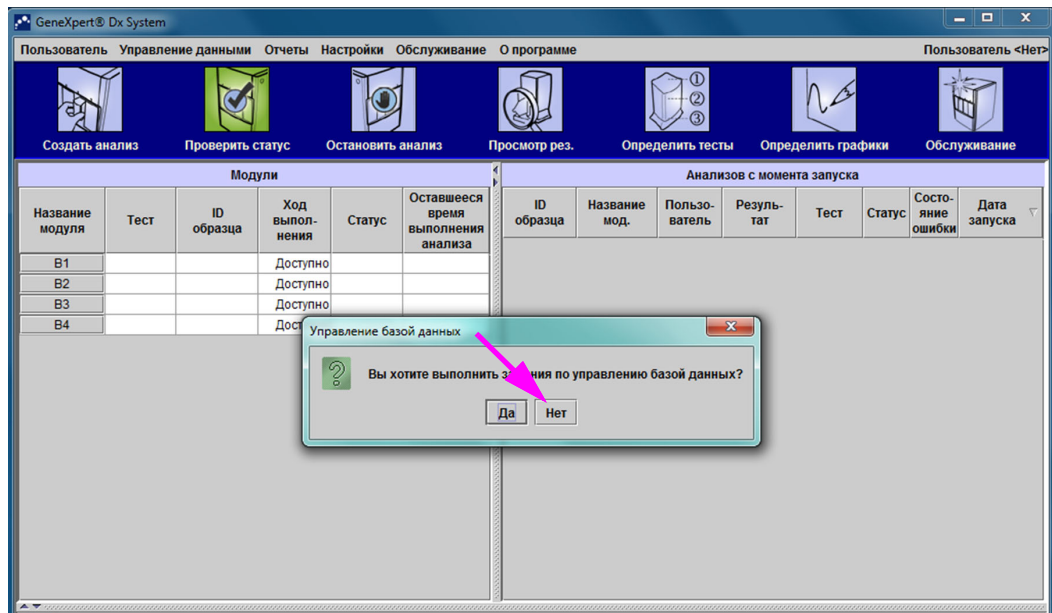 GeneXpert® Dx System
Пользователь Управление данными Отчеты Настройки Обслуживание О программе Пользователь <Нет>
Создать анализ Проверить статус Остановить анализ Просмотр рез. Определить тесты Определить графики Обслуживание
1
2
3
Модули
Название модуля
Тест
ID образца
Ход выпол-
нения
Статус
Оставшееся время выполнения анализа
B1 Доступно
B2 Доступно
B3 Доступно
B4
Анализов с момента запуска
ID образца
Название мод.
Пользо-
ватель
Резуль-
тат
Тест
Статус
Состо-
яние ошибки
Дата запуска
Управление базой данных
Вы хотите выполнить по управлению базой данных?
Да Нет